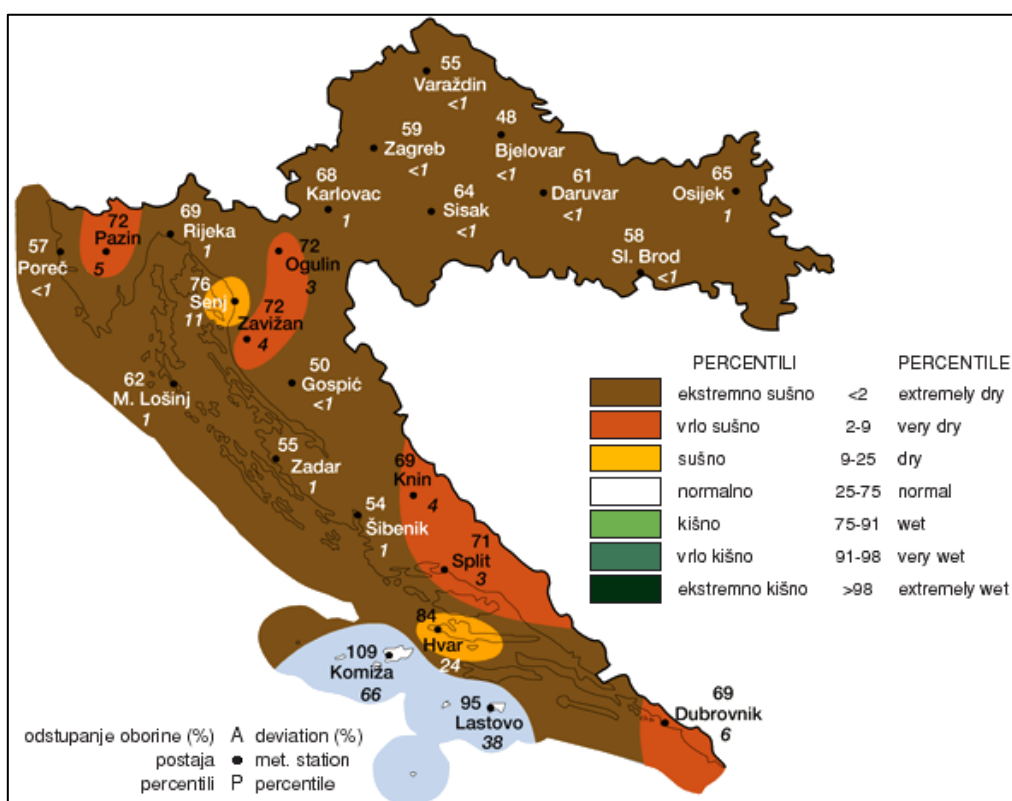 55
Varaždin
<1
48
Bjelovar
<1
59
Zagreb
<1
68
Karlovac
1
64
Sisak
<1
61
Daruvar
<1
65
Osijek
1
58
Sl. Brod
<1
72
Pazin
5
69
Rijeka
1
57
Poreč
<1
72
Ogulin
3
76
Senj
11
72
Zavižan
4
62
M. Lošinj
1
50
Gospić
<1
55
Zadar
1
69
Knin
4
54
Šibenik
1
71
Split
3
84
Hvar
24
109
Komiža
66
95
Lastovo
38
69
Dubrovnik
6
PERCENTILI PERCENTILE
ekstremno sušno <2 extremely dry
vrlo sušno 2-9 very dry
sušno 9-25 dry
normalno 25-75 normal
kišno 75-91 wet
vrlo kišno 91-98 very wet
ekstremno kišno >98 extremely wet
odstupanje oborine (%) A deviation (%)
postaja met. station
percentili P percentile